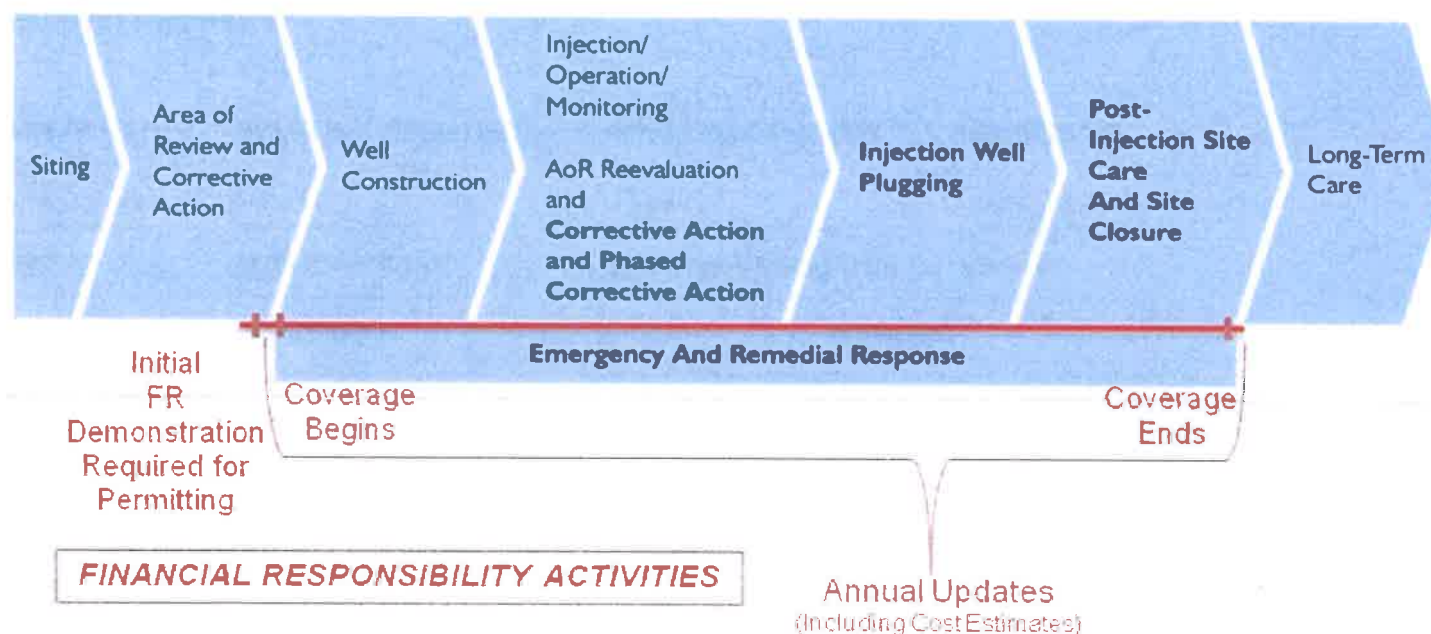 Siting
Area of
Review and
Corrective
Action
Well
Construction
Injection/
Operation/
Monitoring
AoR Reevaluation
and
Corrective Action
and Phased
Corrective Action
Injection Well
Plugging
Post-
Injection Site
Care
And Site
Closure
Long-Term
Care
Emergency And Remedial Response
Initial
FR
Demonstration
Required for
Permitting
Coverage
Begins
Coverage
Ends
FINANCIAL RESPONSIBILITY ACTIVITIES
Annual Updates
(Including Cost Estimates)